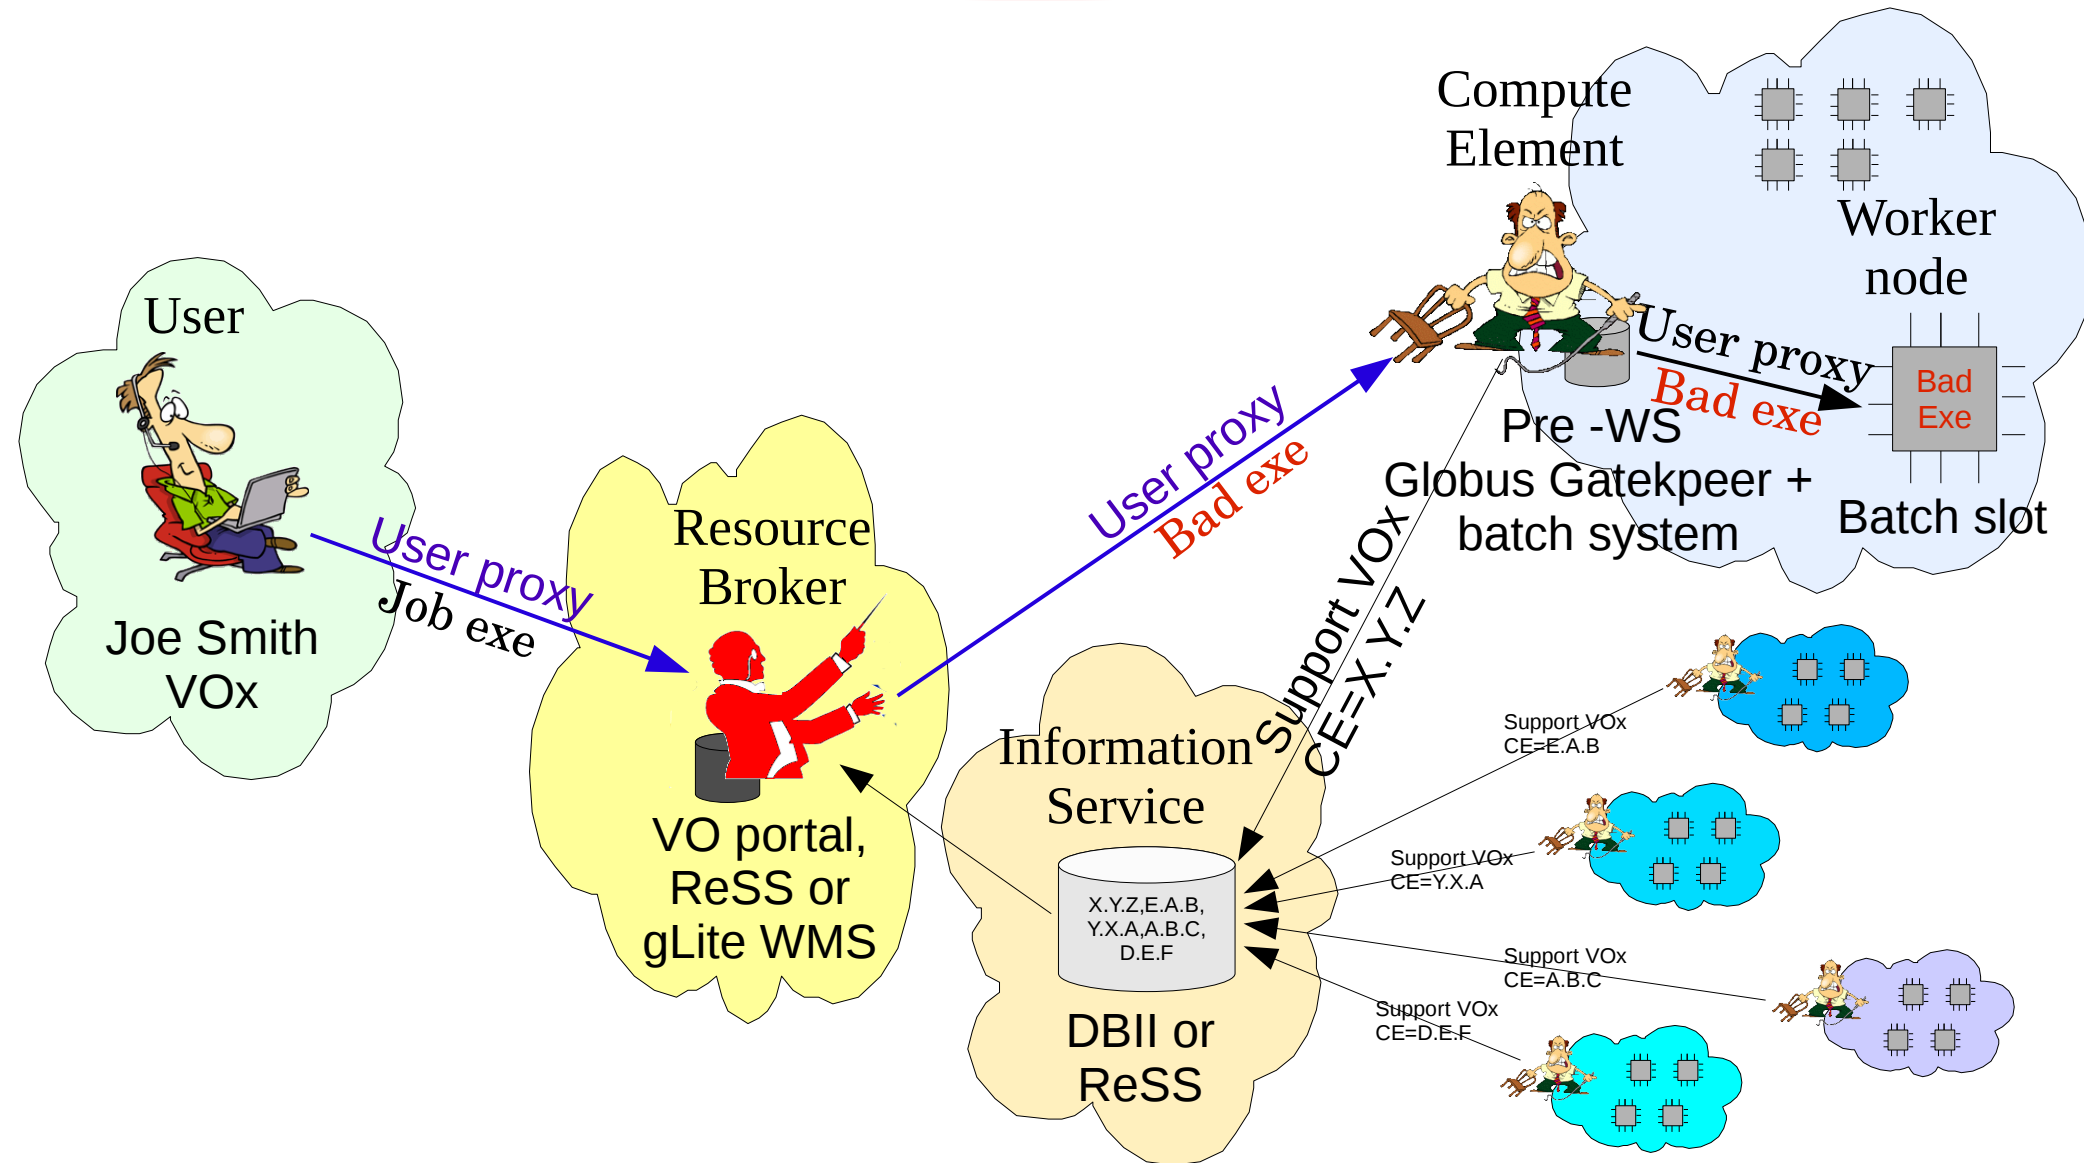 User
Joe Smith
VOx
User proxy
Job exe
Resource
Broker
VO portal,
ReSS or
gLite WMS
User proxy
Bad exe
Compute
Element
Pre -WS
Globus Gatekpeer +
batch system
User proxy
Bad exe
Worker
node
Bad
Exe
Batch slot
Support VOx
CE=X.Y.Z
Information
Service
X.Y.Z,E.A.B,
Y.X.A,A.B.C,
D.E.F
DBII or
ReSS
Support VOx
CE=E.A.B
Support VOx
CE=Y.X.A
Support VOx
CE=A.B.C
Support VOx
CE=D.E.F